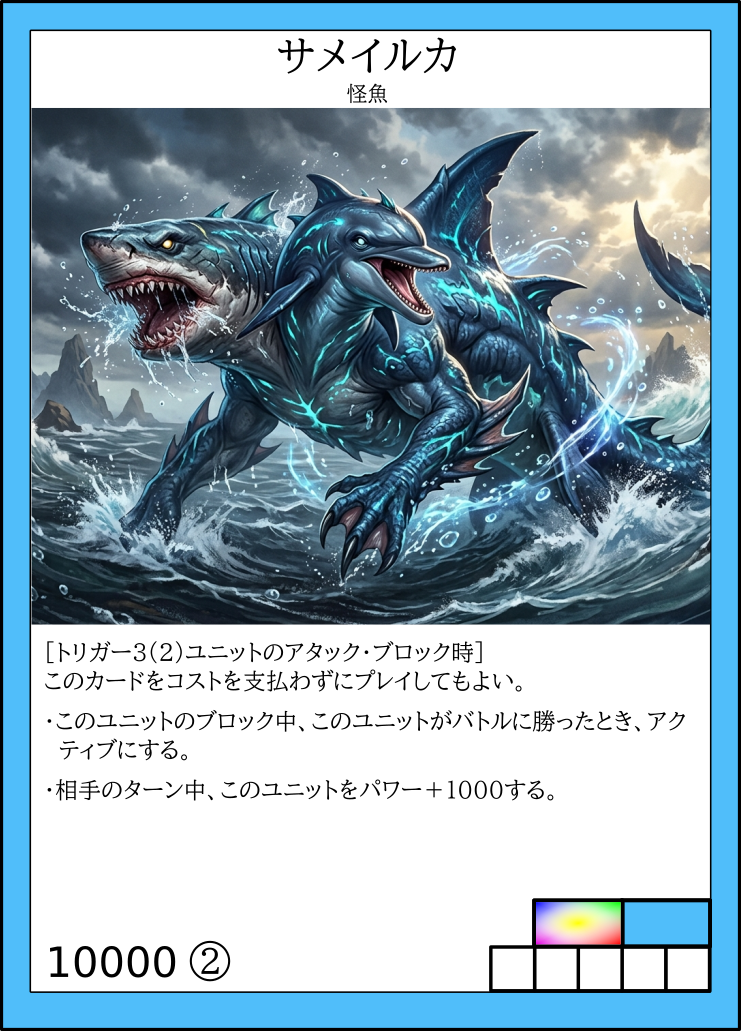 サメイルカ
怪魚
[トリガー3(2)ユニットのアタック・ブロック時]
このカードをコストを支払わずにプレイしてもよい。
・このユニットのブロック中、このユニットがバトルに勝ったとき、アク
ティブにする。
・相手のターン中、このユニットをパワー＋1000する。
10000 ②